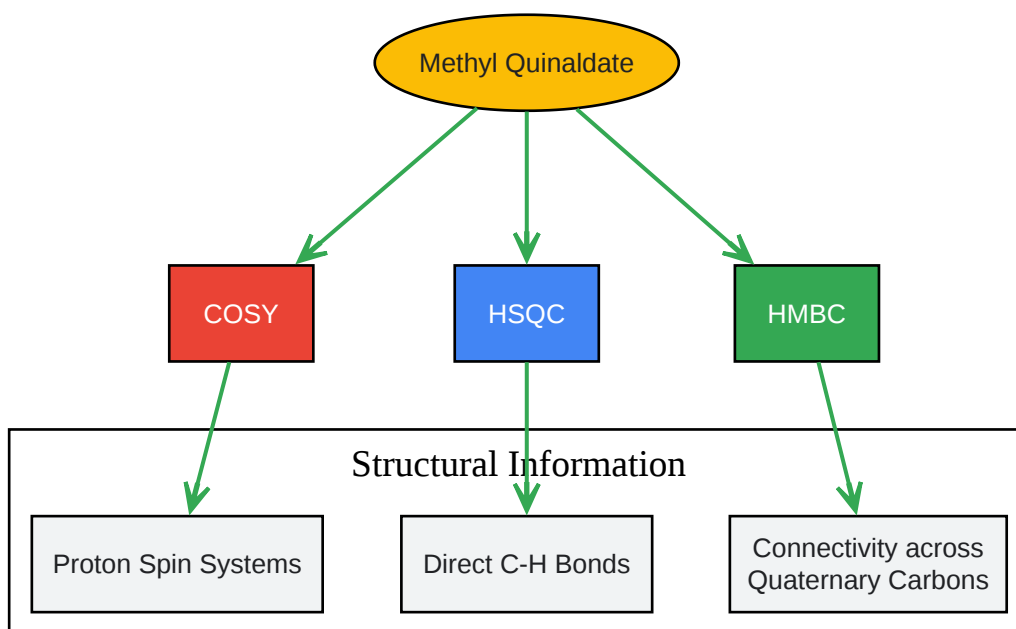 Methyl Quinaldate
COSY
HSQC
HMBC
Structural Information
Proton Spin Systems
Direct C-H Bonds
Connectivity across
Quaternary Carbons